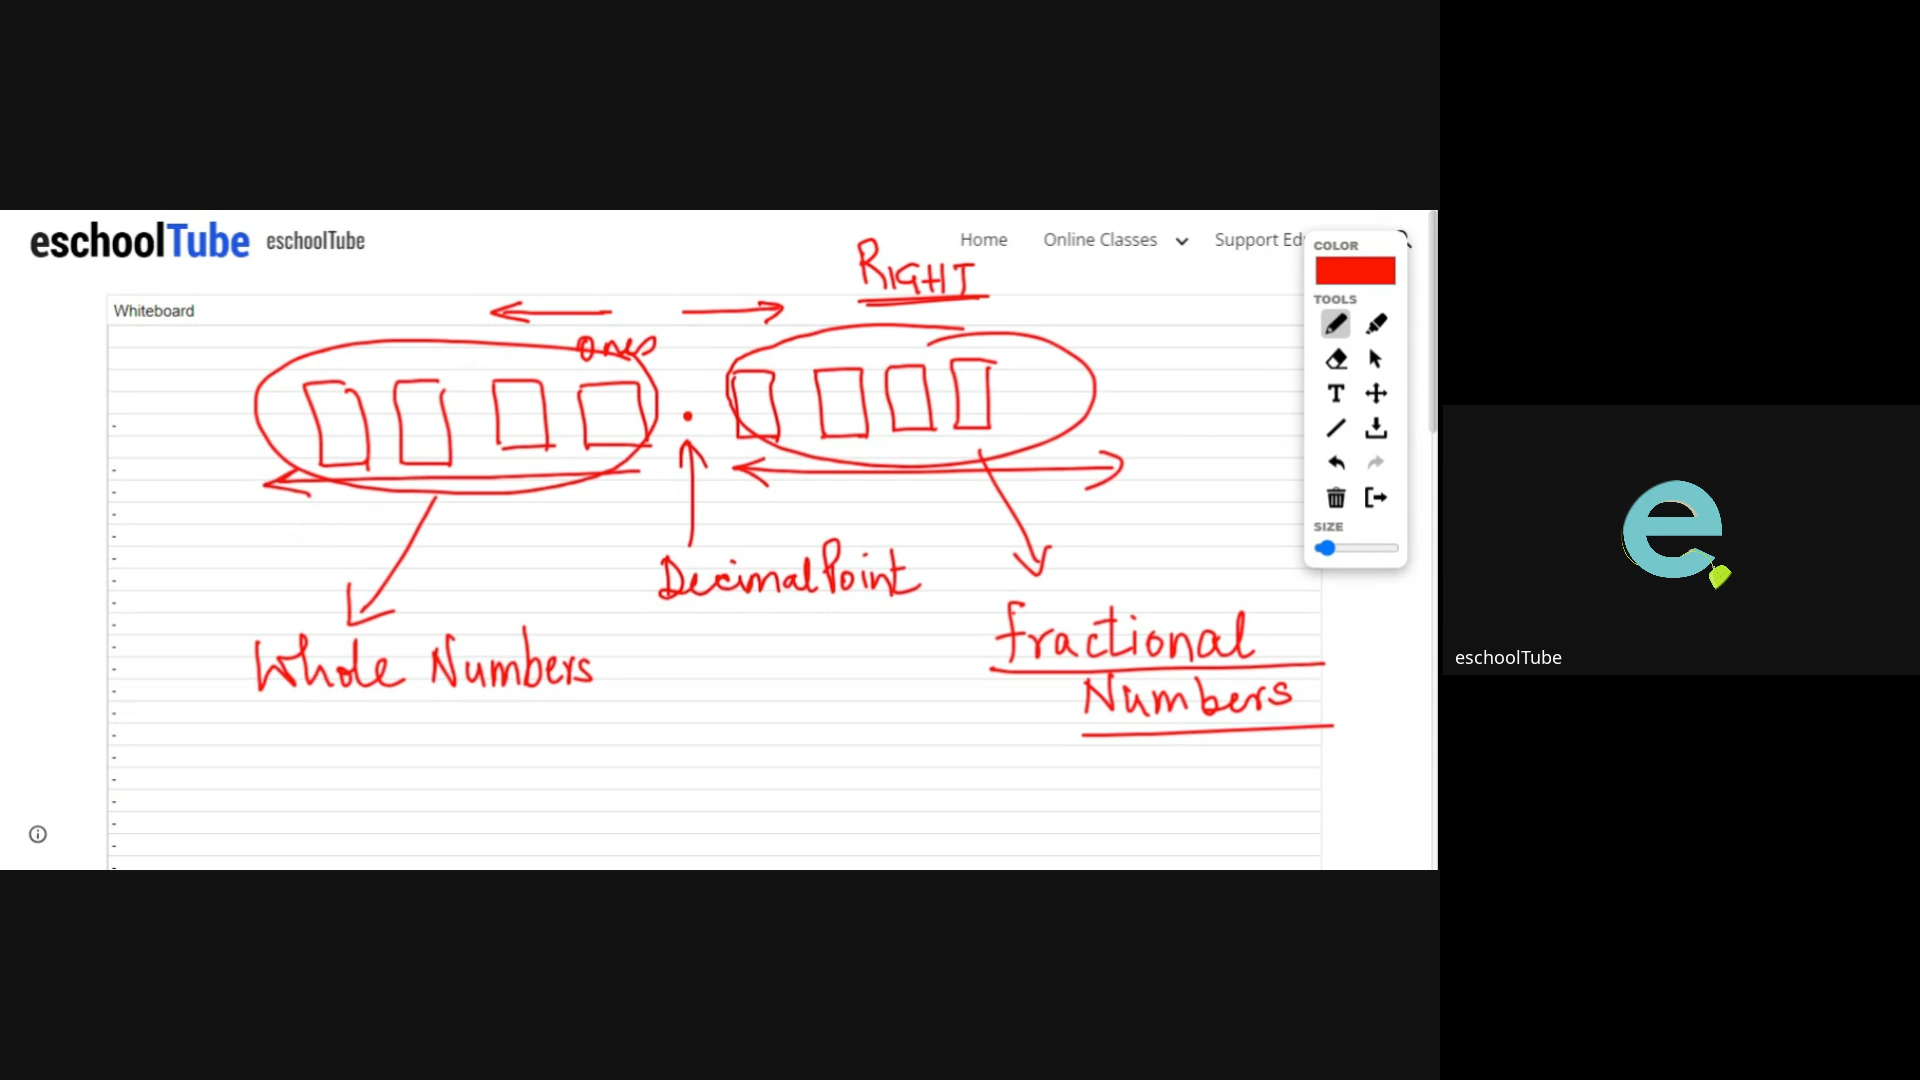 eschoolTube eschoolTube Home Online Classes Support Ed
COLOR
RIGHT
TOOLS
Whiteboard
ones
SIZE
Decimal Point
fractional
Whole Numbers
Numbers
eschoolTube